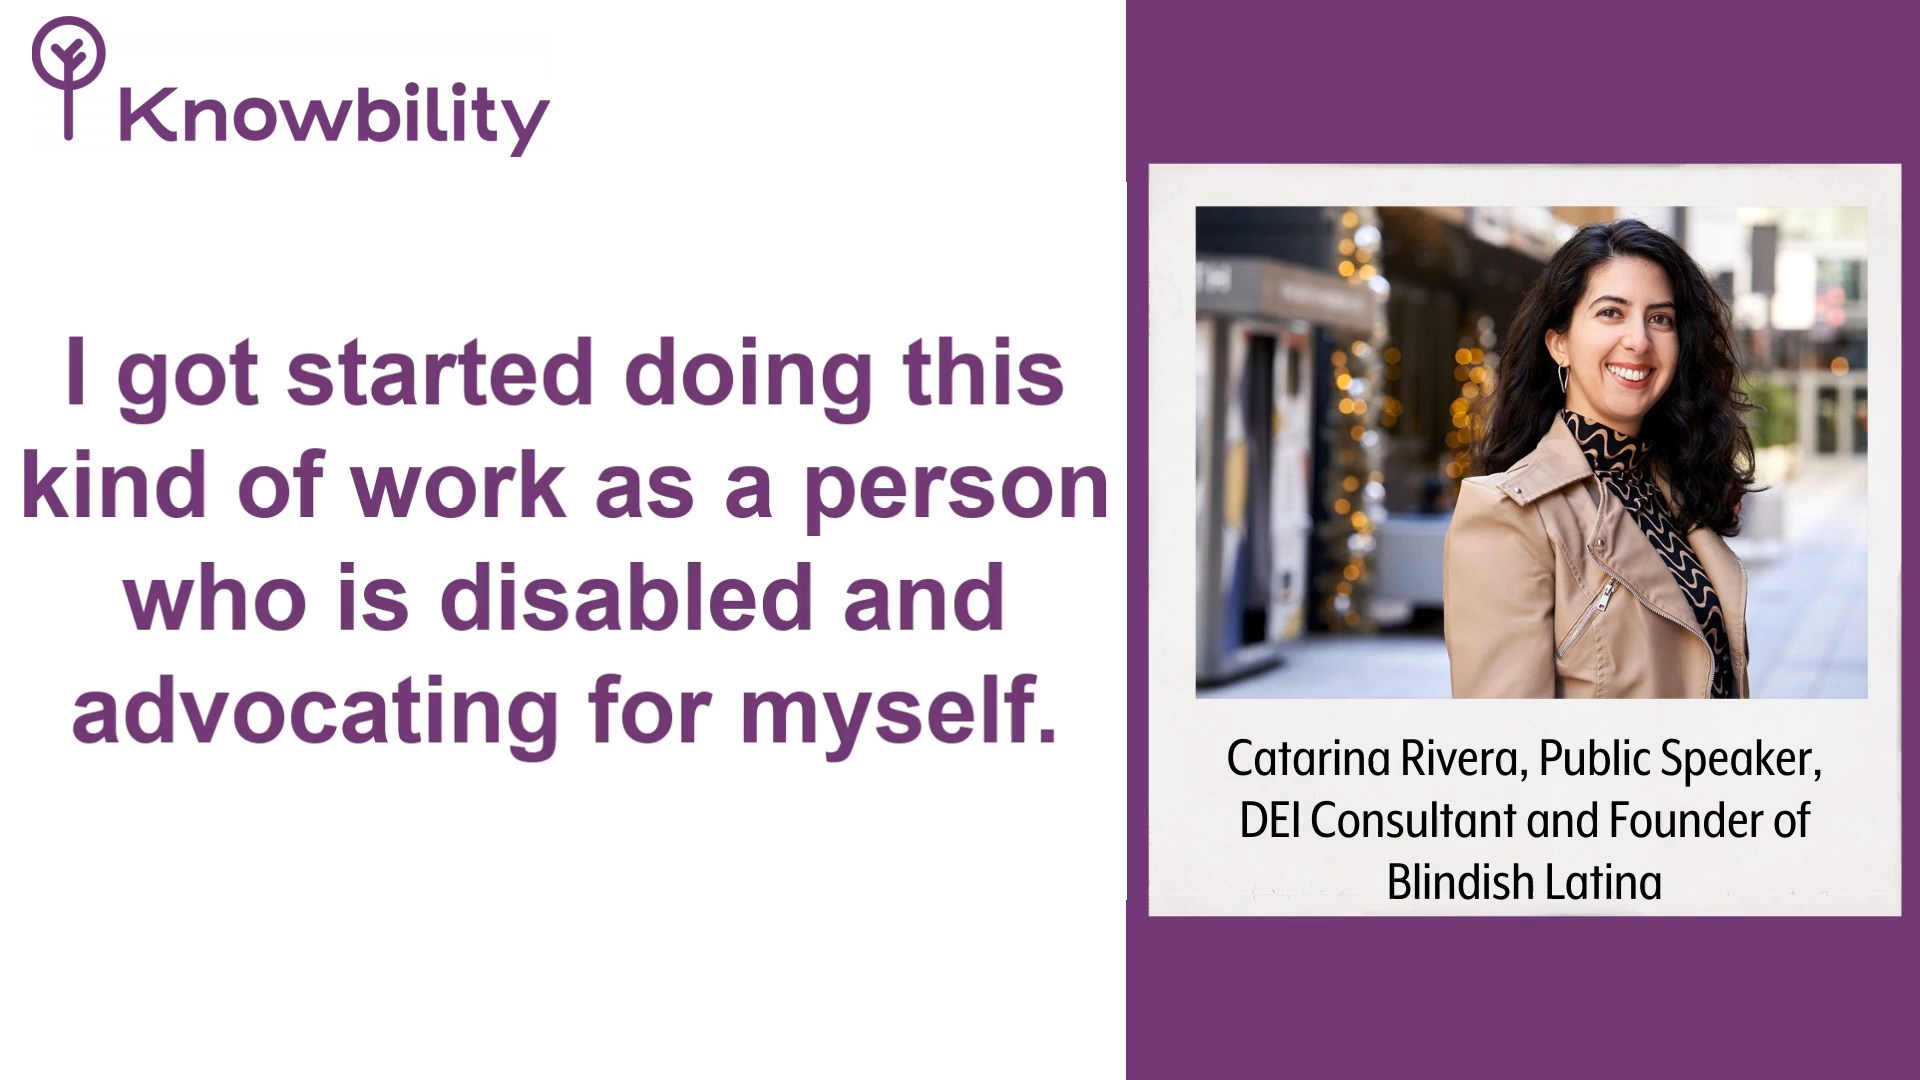 Knowbility
I got started doing this
kind of work as a person
who is disabled and
advocating for myself.
TH
Catarina Rivera, Public Speaker,
DEI Consultant and Founder of
Blindish Latina